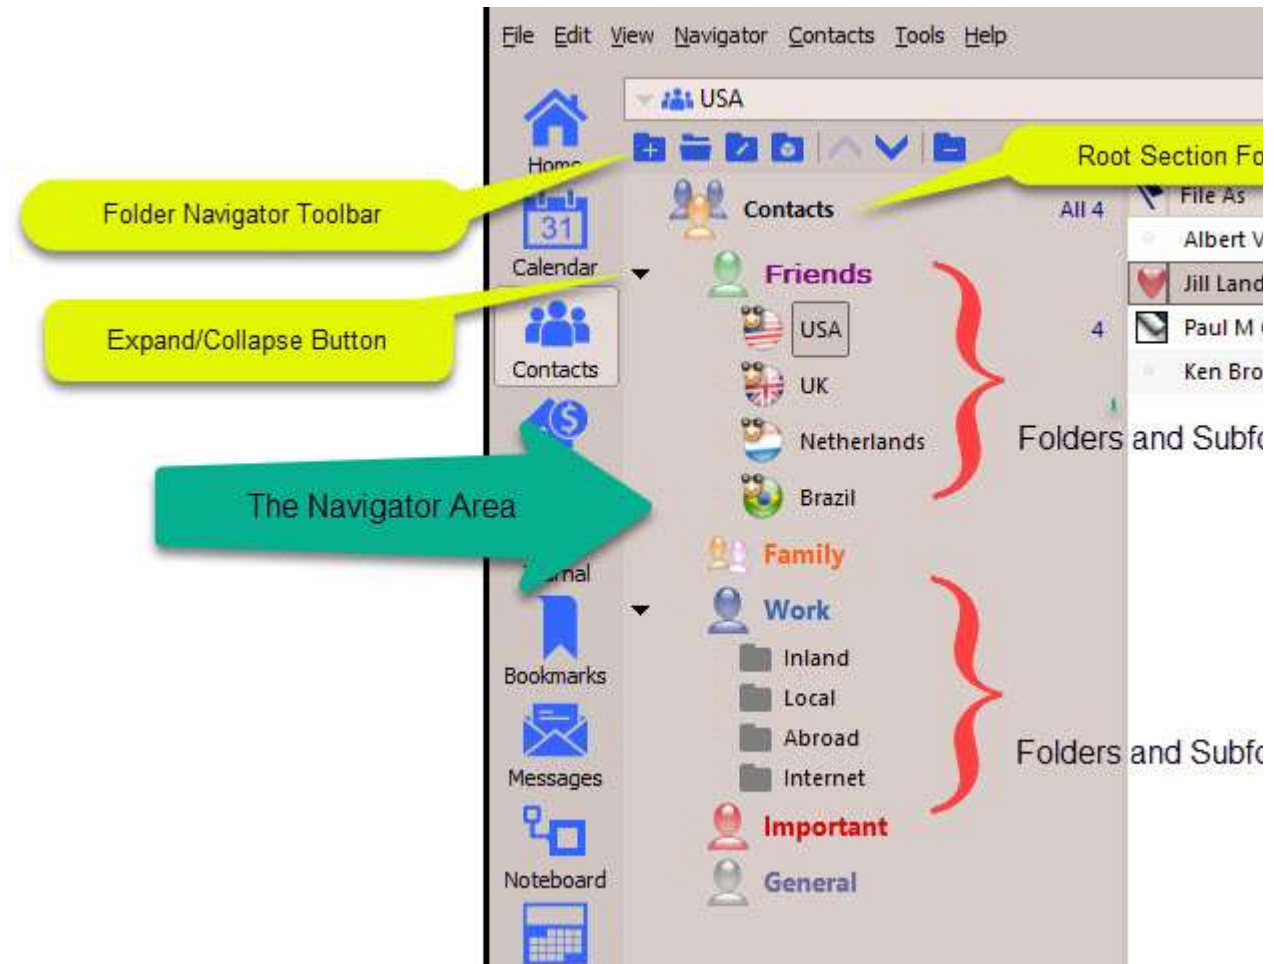 File Edit View Navigator Contacts Tools Help
USA
Home
Root Section Fo
Folder Navigator Toolbar
Contacts
All 4
File As
31
Albert V
Calendar
Friends
Jill Land
Expand/Collapse Button
USA
4
Paul M
Contacts
UK
Ken Bro
$
Netherlands
Folders and Subfo
The Navigator Area
Brazil
Family
Work
Bookmarks
Inland
Local
Abroad
Folders and Subfo
Messages
Internet
Important
Noteboard
General